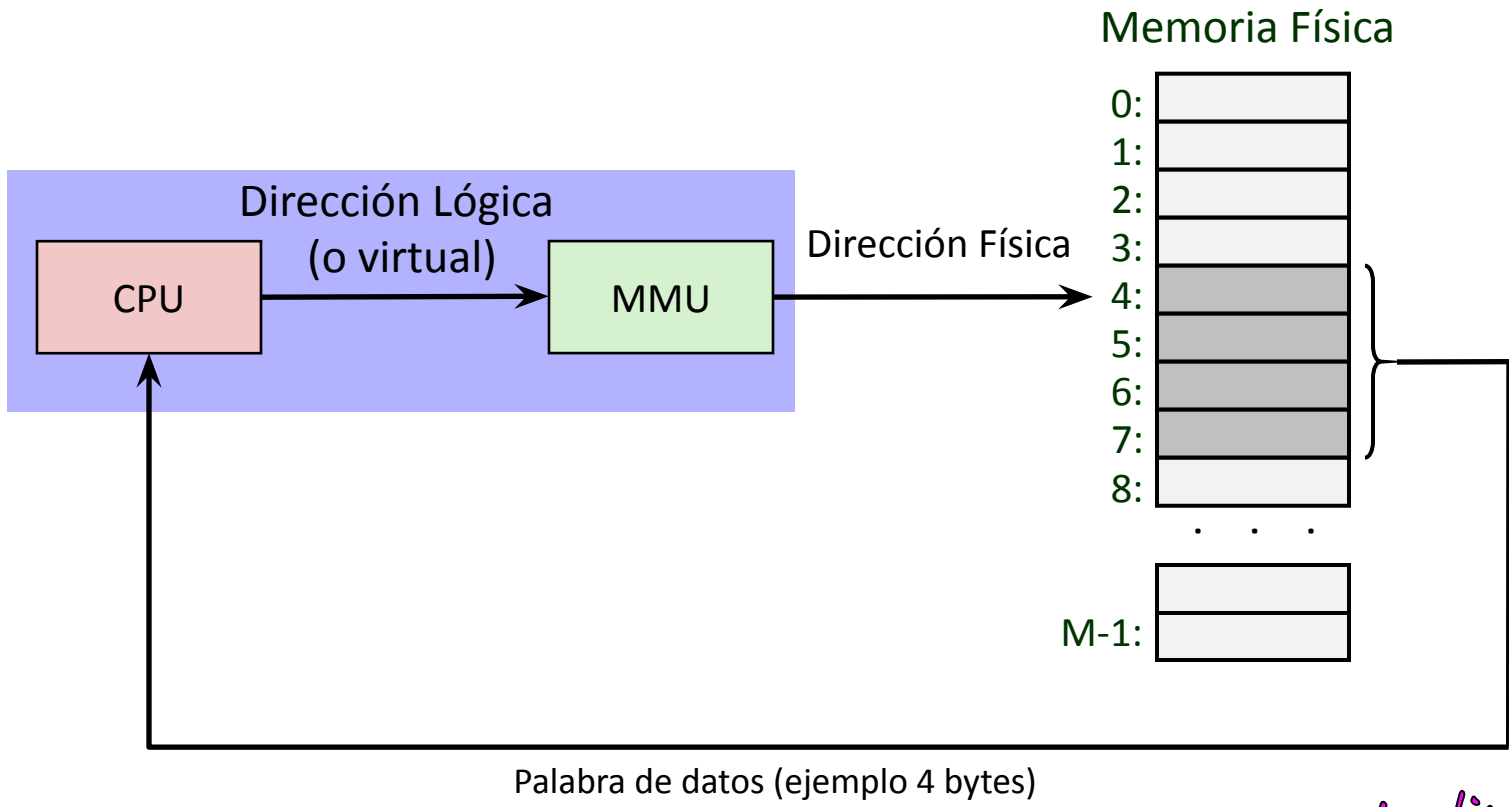 Memoria Física
0:
1:
2:
3:
4:
5:
6:
7:
8:
. . .
M-1:
Dirección Lógica
(o virtual)
CPU
MMU
Dirección Física
Palabra de datos (ejemplo 4 bytes)